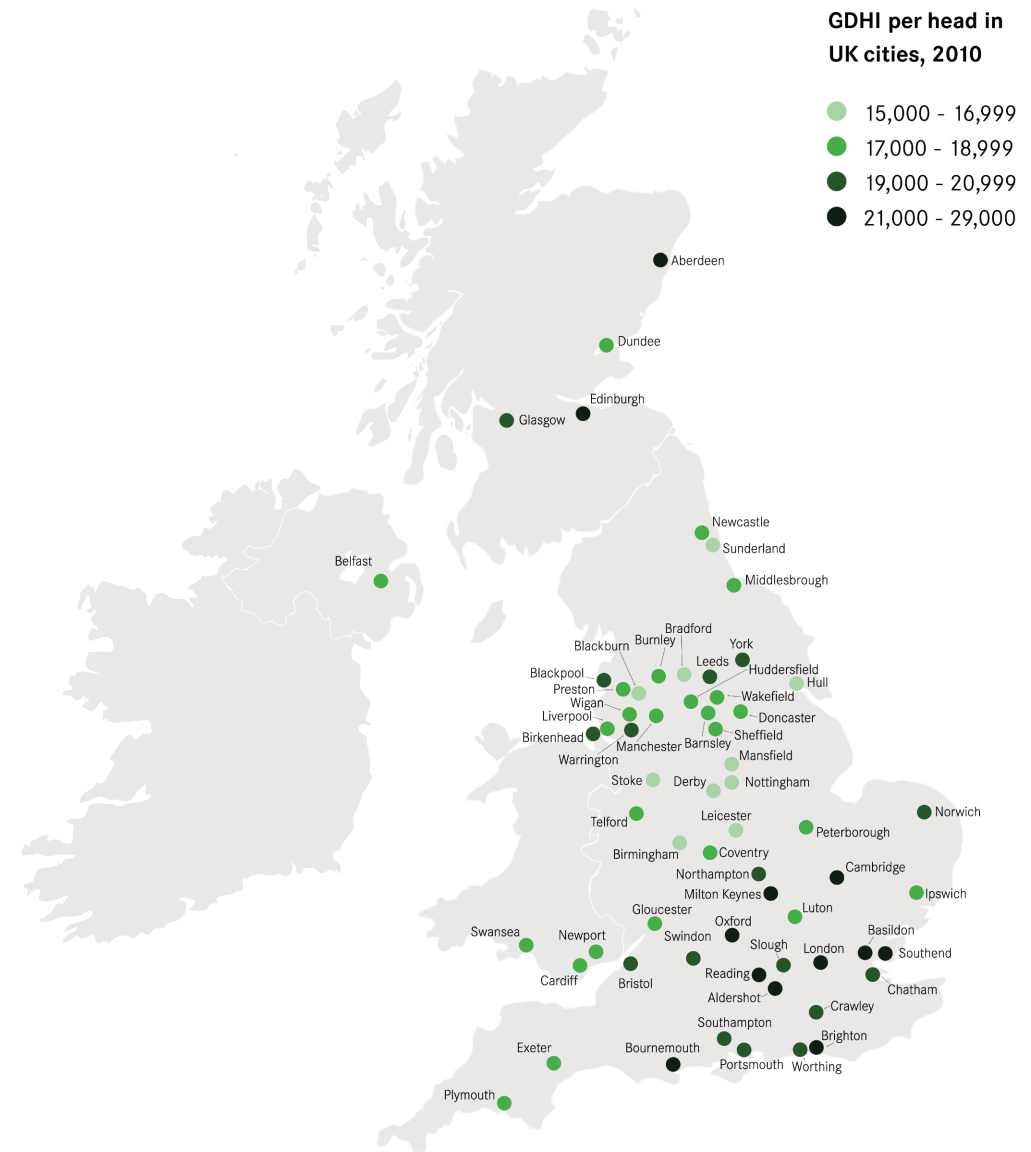 GDHI per head in
UK cities, 2010
15,000 - 16,999
17,000 - 18,999
19,000 - 20,999
21,000 - 29,000
Aberdeen
Dundee
Edinburgh
Glasgow
Newcastle
Sunderland
Belfast
Middlesbrough
Bradford
Burnley
Blackburn
York
Leeds
Huddersfield
Blackpool
Hull
Preston
Wakefield
Wigan
Liverpool
Doncaster
Birkenhead
Sheffield
Barnsley
Manchester
Warrington
Mansfield
Stoke
Derby
Nottingham
Norwich
Leicester
Telford
Peterborough
Birmingham
Coventry
Cambridge
Northampton
Milton Keynes
Ipswich
Luton
Gloucester
Oxford
Basildon
Swansea
Newport
Swindon
Slough
London
Southend
Reading
Cardiff
Bristol
Chatham
Aldershot
Crawley
Southampton
Brighton
Exeter
Bournemouth
Portsmouth
Worthing
Plymouth